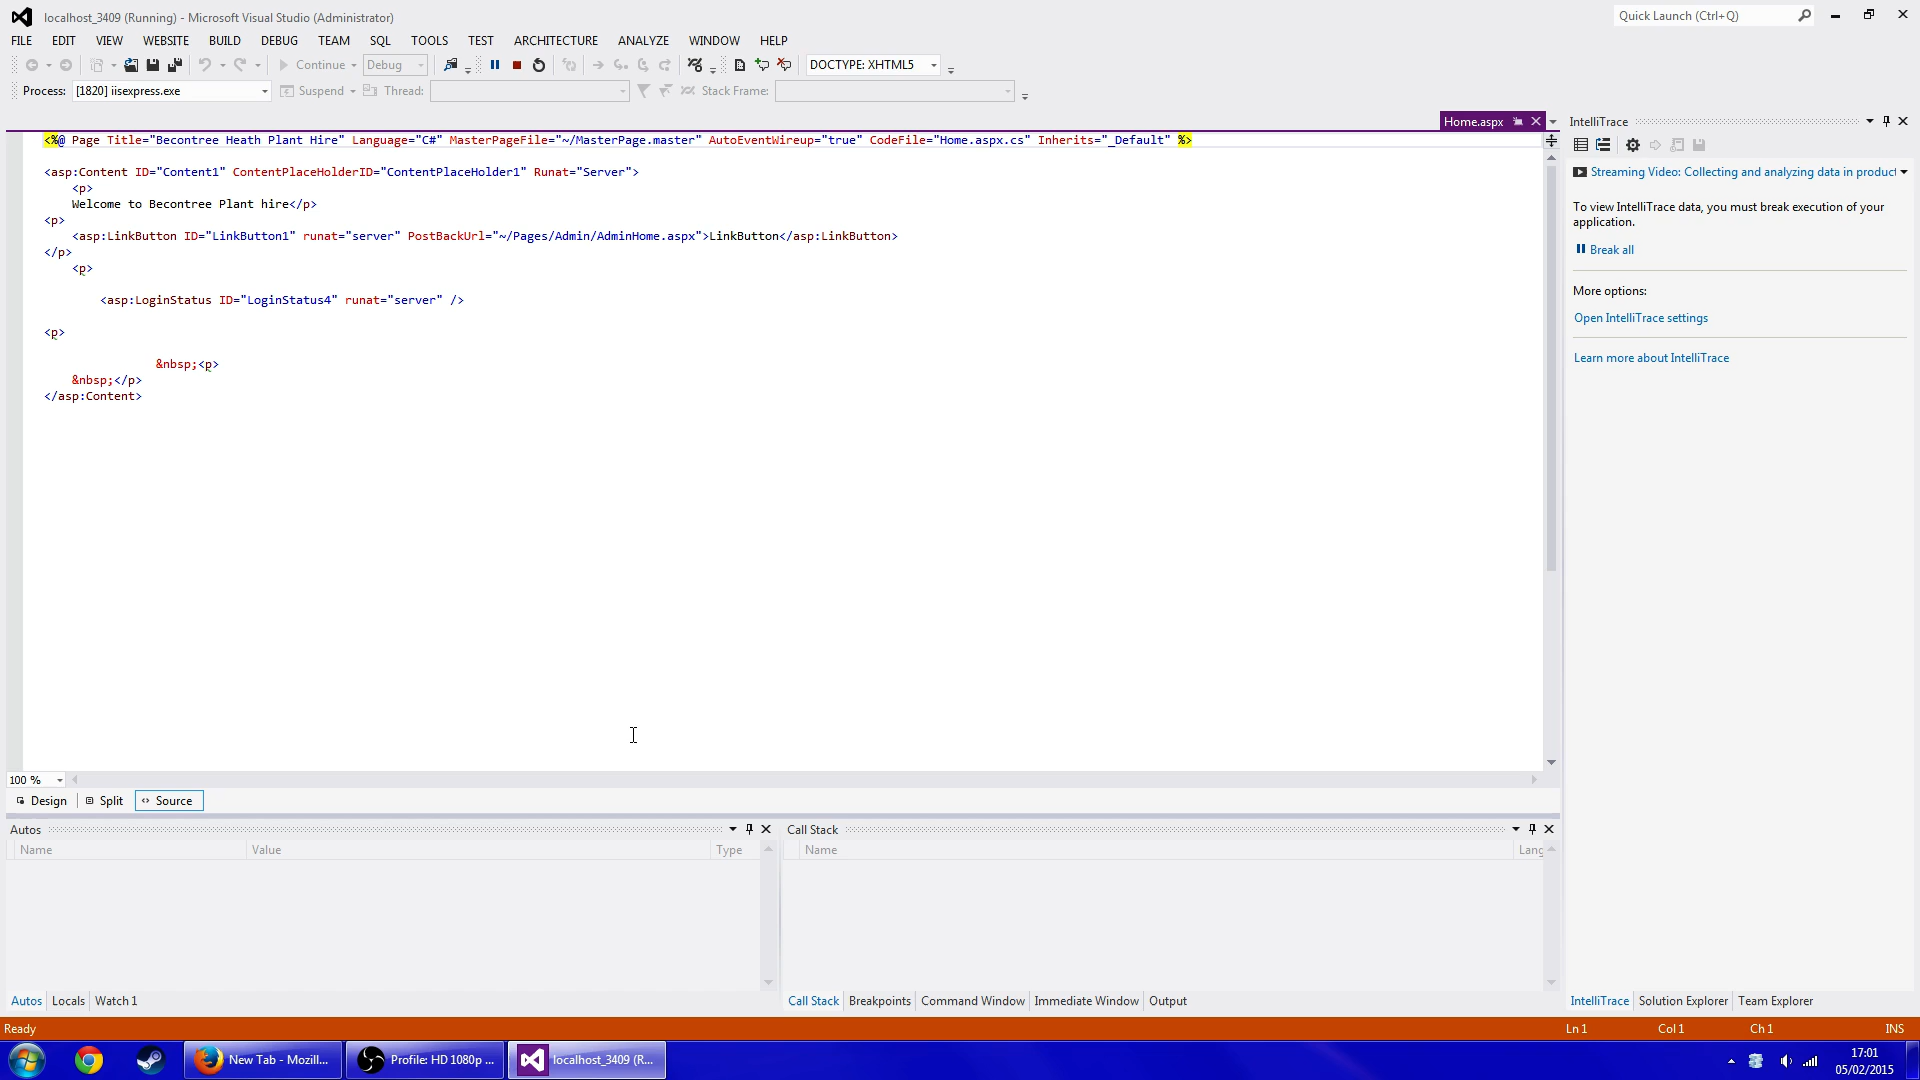 localhost_3409 (Running) - Microsoft Visual Studio (Administrator)
Quick Launch (Ctrl+Q)
FILE EDIT VIEW WEBSITE BUILD DEBUG TEAM SQL TOOLS TEST ARCHITECTURE ANALYZE WINDOW HELP
Continue Debug DOCTYPE: XHTML5
Process: [1820] iisexpress.exe Suspend Thread: Stack Frame:
Home.aspx
<%@ Page Title="Becontree Heath Plant Hire" Language="C#" MasterPageFile="~/MasterPage.master" AutoEventWireup="true" CodeFile="Home.aspx.cs" Inherits="_Default" %>
<asp:Content ID="Content1" ContentPlaceHolderID="ContentPlaceHolder1" Runat="Server">
<p>
Welcome to Becontree Plant hire</p>
<p>
<asp:LinkButton ID="LinkButton1" runat="server" PostBackUrl="~/Pages/Admin/AdminHome.aspx">LinkButton</asp:LinkButton>
</p>
<p>
<asp:LoginStatus ID="LoginStatus4" runat="server" />
<p>
&nbsp;<p>
&nbsp;</p>
</asp:Content>
100 %
Design Split Source
IntelliTrace
Streaming Video: Collecting and analyzing data in product
To view IntelliTrace data, you must break execution of your
application.
Break all
More options:
Open IntelliTrace settings
Learn more about IntelliTrace
Autos
Name Value Type
Call Stack
Name Lang
Autos Locals Watch 1
Call Stack Breakpoints Command Window Immediate Window Output
IntelliTrace Solution Explorer Team Explorer
Ready Ln 1 Col 1 Ch 1 INS
New Tab - Mozill... Profile: HD 1080p ... localhost_3409 (R...
17:01
05/02/2015